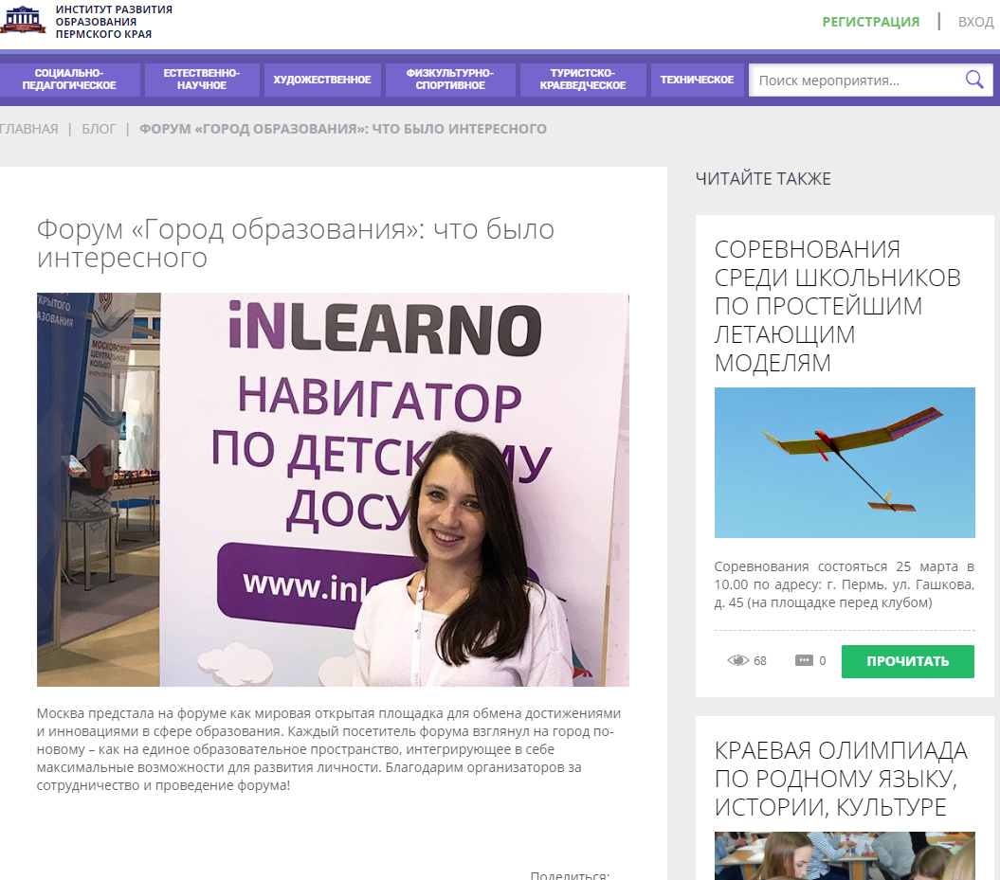 ИНСТИТУТ РАЗВИТИЯ
ОБРАЗОВАНИЯ
ПЕРМСКОГО КРАЯ
РЕГИСТРАЦИЯ | ВХОД
СОЦИАЛЬНО-
ПЕДАГОГИЧЕСКОЕ
ЕСТЕСТВЕННО-
НАУЧНОЕ
ХУДОЖЕСТВЕННОЕ
ФИЗКУЛЬТУРНО-
СПОРТИВНОЕ
ТУРИСТСКО-
КРАЕВЕДЧЕСКОЕ
ТЕХНИЧЕСКОЕ
Поиск мероприятия...
ГЛАВНАЯ | БЛОГ | ФОРУМ «ГОРОД ОБРАЗОВАНИЯ»: ЧТО БЫЛО ИНТЕРЕСНОГО
Форум «Город образования»: что было
интересного
КРЫТОГО
АЗОВАНИЯ
МОСКОВСКОЕ
ЦЕНТРАЛЬНОЕ
КОЛЬЦО
iNLEARNO
НАВИГАТОР
ПО ДЕТСК МУ
ДОСУ
www.inl
Москва предстала на форуме как мировая открытая площадка для обмена достижениями
и инновациями в сфере образования. Каждый посетитель форума взглянул на город по-
новому – как на единое образовательное пространство, интегрирующее в себе
максимальные возможности для развития личности. Благодарим организаторов за
сотрудничество и проведение форума!
Поделиться:
ЧИТАЙТЕ ТАКЖЕ
СОРЕВНОВАНИЯ
СРЕДИ ШКОЛЬНИКОВ
ПО ПРОСТЕЙШИМ
ЛЕТАЮЩИМ
МОДЕЛЯМ
Соревнования состояться 25 марта в
10.00 по адресу: г. Пермь, ул. Гашкова,
д. 45 (на площадке перед клубом)
68 0 ПРОЧИТАТЬ
КРАЕВАЯ ОЛИМПИАДА
ПО РОДНОМУ ЯЗЫКУ,
ИСТОРИИ, КУЛЬТУРЕ